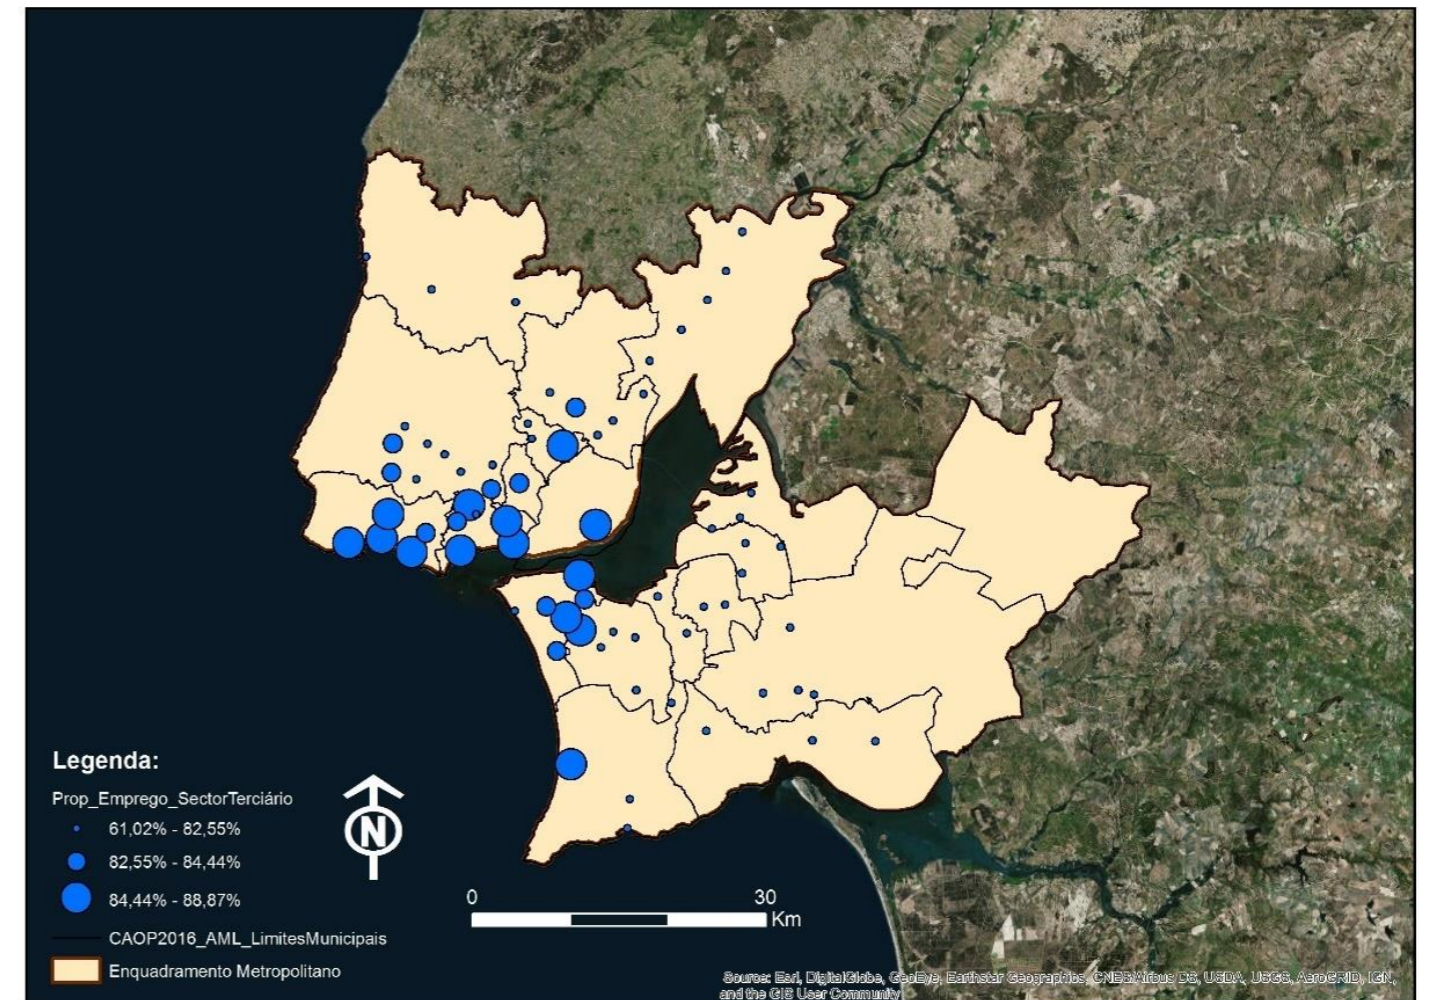 Legenda:
Prop_Emprego_SectorTerciário
61,02% - 82,55%
82,55% - 84,44%
84,44% - 88,87%
CAOP2016_AML_LimitesMunicipais
Enquadramento Metropolitano
N
0 30
Km
Source: Esri, DigitalGlobe, GeoEye, Earthstar Geographics, CNES/Airbus DS, USDA, USGS, AeroGRID, IGN,
and the GIS User Community